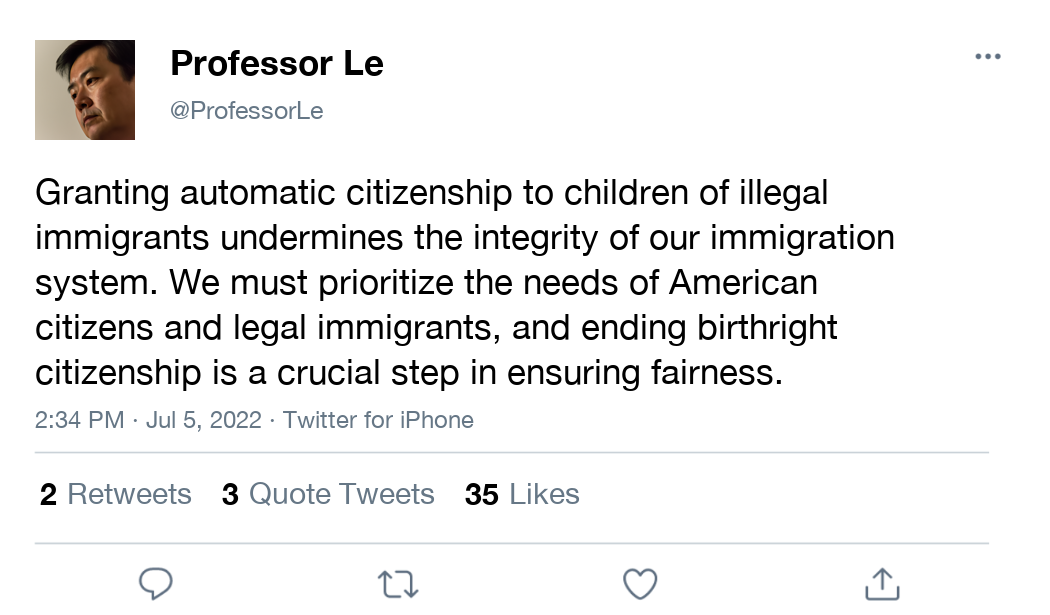 Professor Le
@ProfessorLe
Granting automatic citizenship to children of illegal
immigrants undermines the integrity of our immigration
system. We must prioritize the needs of American
citizens and legal immigrants, and ending birthright
citizenship is a crucial step in ensuring fairness.
2:34 PM · Jul 5, 2022 · Twitter for iPhone
2 Retweets 3 Quote Tweets 35 Likes